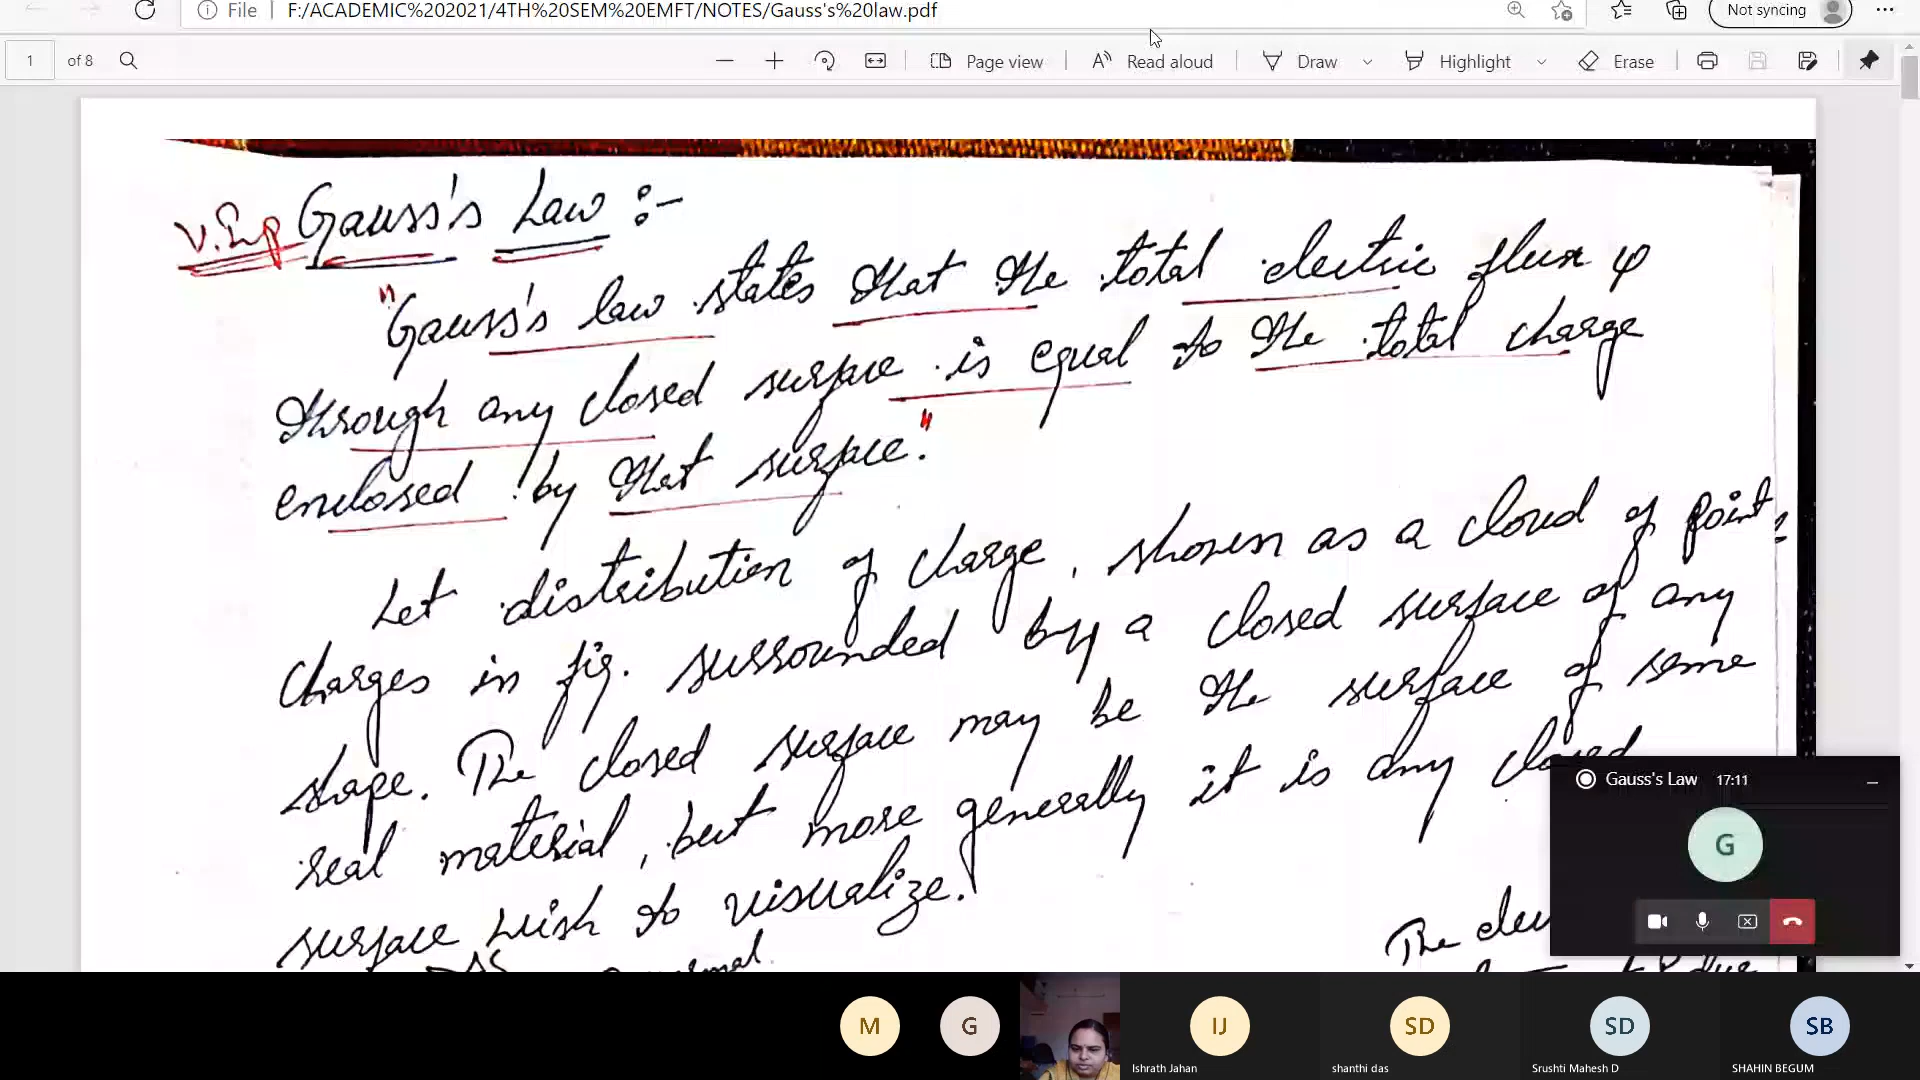 File F:/ACADEMIC%202021/4TH%20SEM%20EMFT/NOTES/Gauss's%20law.pdf Not syncing
1 of 8 Page view Read aloud Draw Highlight Erase
V.Imp Gauss's Law :-
"Gauss's law states that the total electric flux φ
through any closed surface is equal to the total charge
enclosed by that surface."
Let distribution of charge, shown as a cloud of point
charges in fig. surrounded by a closed surface of any
shape. The closed surface may be the surface of some
real material, but more generally it is any closed
surface wish to visualize.
normal
The elec
Gauss's Law 17:11
G
M G IJ SD SD SB
Ishrath Jahan shanthi das Srushti Mahesh D SHAHIN BEGUM